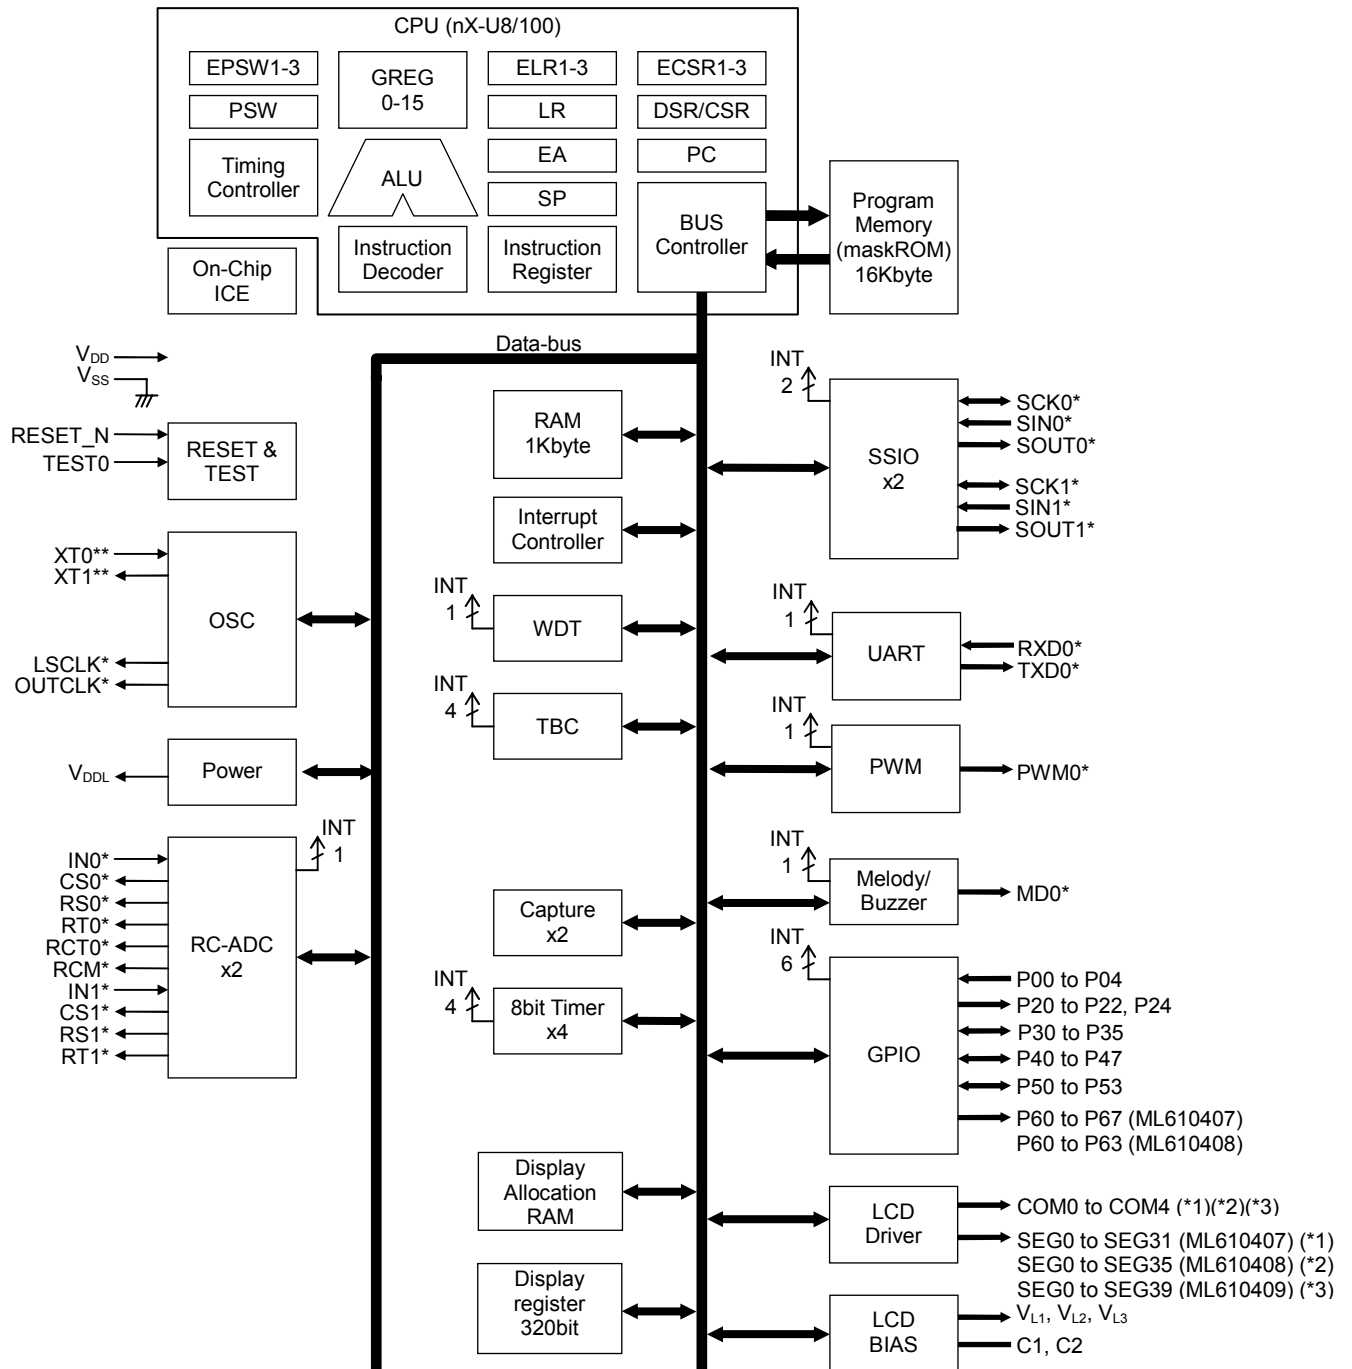 CPU (nX-U8/100)
EPSW1-3
GREG
0-15
ELR1-3
ECSR1-3
PSW
LR
DSR/CSR
Timing
Controller
ALU
EA
PC
SP
BUS
Controller
Program
Memory
(maskROM)
16Kbyte
On-Chip
ICE
Instruction
Decoder
Instruction
Register
Data-bus
VDD
VSS
RESET_N
TEST0
RESET &
TEST
XT0**
XT1**
LSCLK*
OUTCLK*
OSC
VDDL
Power
IN0*
CS0*
RS0*
RT0*
RCT0*
RCM*
IN1*
CS1*
RS1*
RT1*
RC-ADC
x2
INT
1
RAM
1Kbyte
Interrupt
Controller
INT
1
WDT
INT
4
TBC
Capture
x2
INT
4
8bit Timer
x4
Display
Allocation
RAM
Display
register
320bit
INT
2
SSIO
x2
SCK0*
SIN0*
SOUT0*
SCK1*
SIN1*
SOUT1*
INT
1
UART
RXD0*
TXD0*
INT
1
PWM
PWM0*
INT
1
Melody/
Buzzer
MD0*
INT
6
GPIO
P00 to P04
P20 to P22, P24
P30 to P35
P40 to P47
P50 to P53
P60 to P67 (ML610407)
P60 to P63 (ML610408)
LCD
Driver
COM0 to COM4 (*1)(*2)(*3)
SEG0 to SEG31 (ML610407) (*1)
SEG0 to SEG35 (ML610408) (*2)
SEG0 to SEG39 (ML610409) (*3)
LCD
BIAS
VL1, VL2, VL3
C1, C2